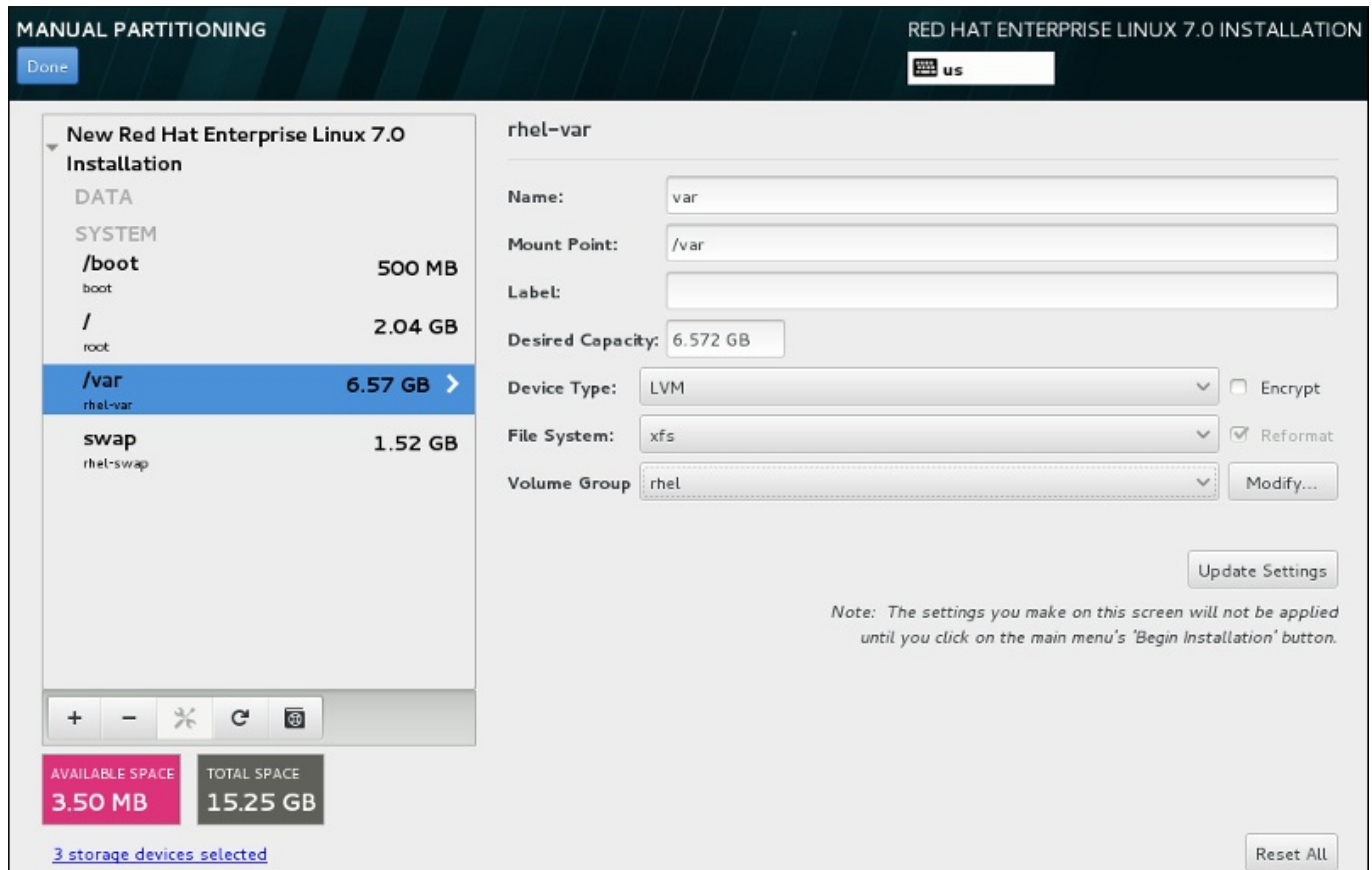 MANUAL PARTITIONING
RED HAT ENTERPRISE LINUX 7.0 INSTALLATION
Done
us
New Red Hat Enterprise Linux 7.0
Installation
DATA
SYSTEM
/boot 500 MB
boot
/ 2.04 GB
root
/var 6.57 GB
rhel-var
swap 1.52 GB
rhel-swap
+ −
AVAILABLE SPACE
3.50 MB
TOTAL SPACE
15.25 GB
3 storage devices selected
rhel-var
Name: var
Mount Point: /var
Label:
Desired Capacity: 6.572 GB
Device Type: LVM Encrypt
File System: xfs Reformat
Volume Group rhel Modify...
Update Settings
Note: The settings you make on this screen will not be applied
until you click on the main menu's 'Begin Installation' button.
Reset All